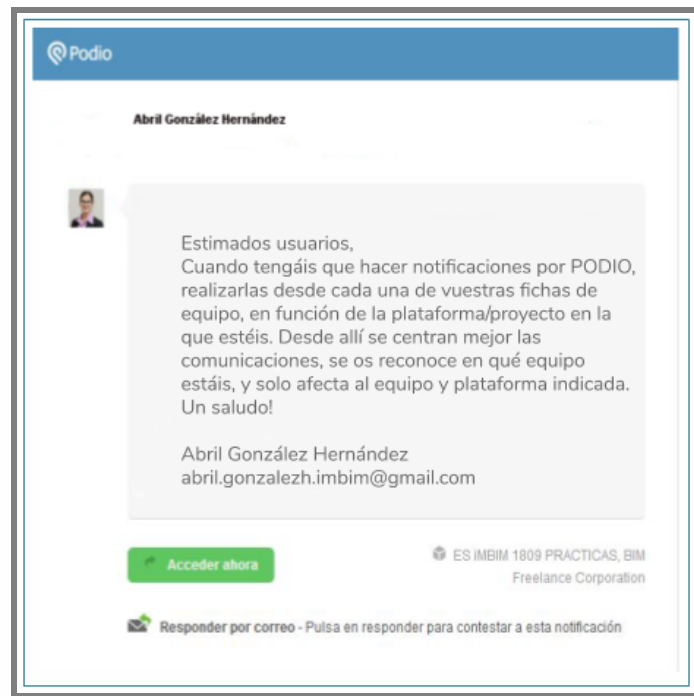 Podio
Abril González Hernández
Estimados usuarios,
Cuando tengáis que hacer notificaciones por PODIO,
realizarlas desde cada una de vuestras fichas de
equipo, en función de la plataforma/proyecto en la
que estéis. Desde allí se centran mejor las
comunicaciones, se os reconoce en qué equipo
estáis, y solo afecta al equipo y plataforma indicada.
Un saludo!
Abril González Hernández
abril.gonzalezh.imbim@gmail.com
Acceder ahora
ES iMBIM 1809 PRACTICAS, BIM
Freelance Corporation
Responder por correo - Pulsa en responder para contestar a esta notificación